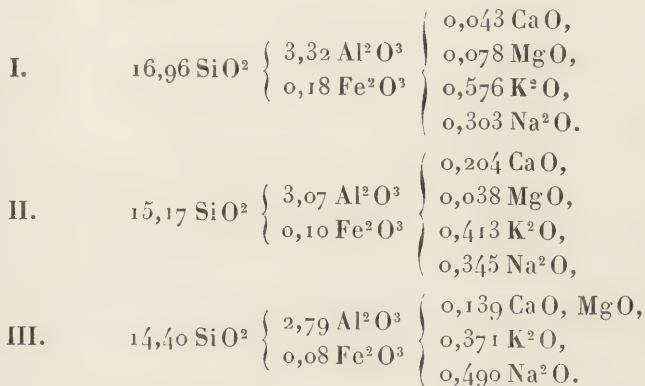 0,043 CaO,
I. 16,96 SiO² { 3,32 Al²O³ } 0,078 MgO,
0,18 Fe²O³ 0,576 K²O,
0,303 Na²O.
0,204 CaO,
II. 15,17 SiO² { 3,07 Al²O³ { 0,038 MgO,
0,10 Fe²O³ 0,413 K²O,
0,345 Na²O,
0,139 CaO, MgO,
III. 14,40 SiO² { 2,79 Al²O³ { 0,371 K²O,
0,08 Fe²O³ 0,490 Na²O.